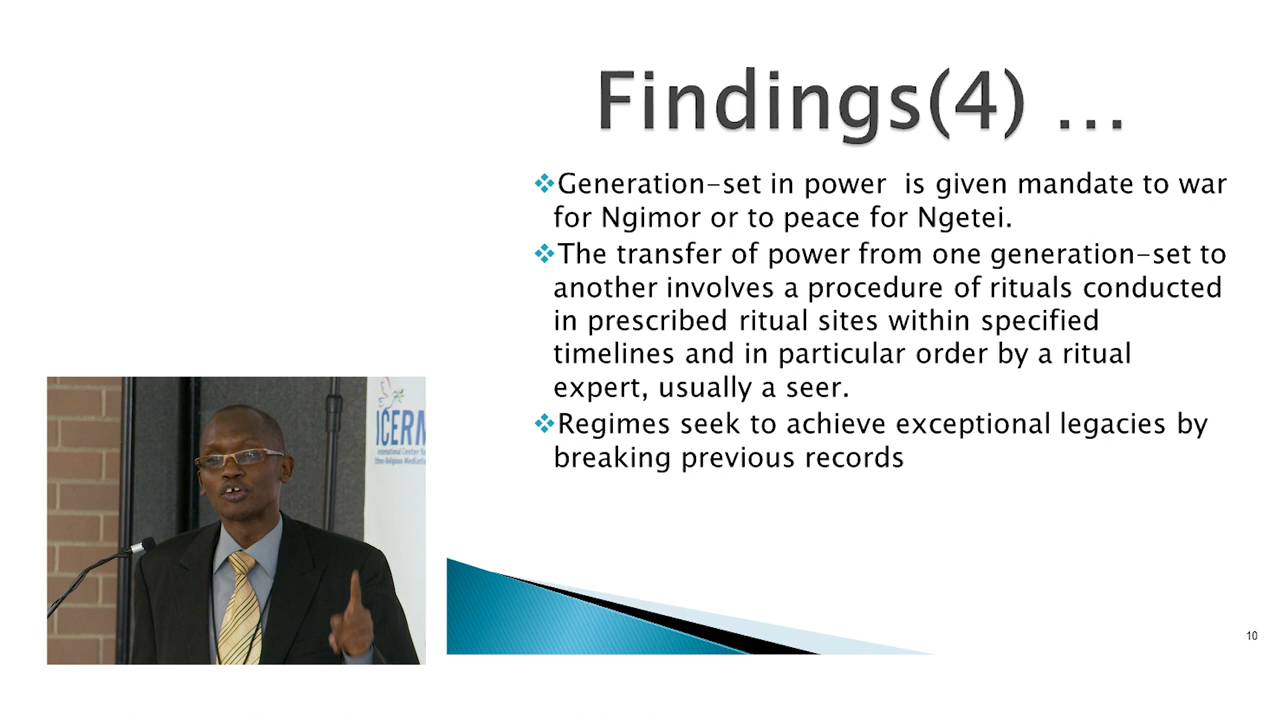 Findings(4) ...
❖Generation-set in power is given mandate to war
for Ngimor or to peace for Ngetei.
❖The transfer of power from one generation-set to
another involves a procedure of rituals conducted
in prescribed ritual sites within specified
timelines and in particular order by a ritual
expert, usually a seer.
❖Regimes seek to achieve exceptional legacies by
breaking previous records
ICERM
International Center
10